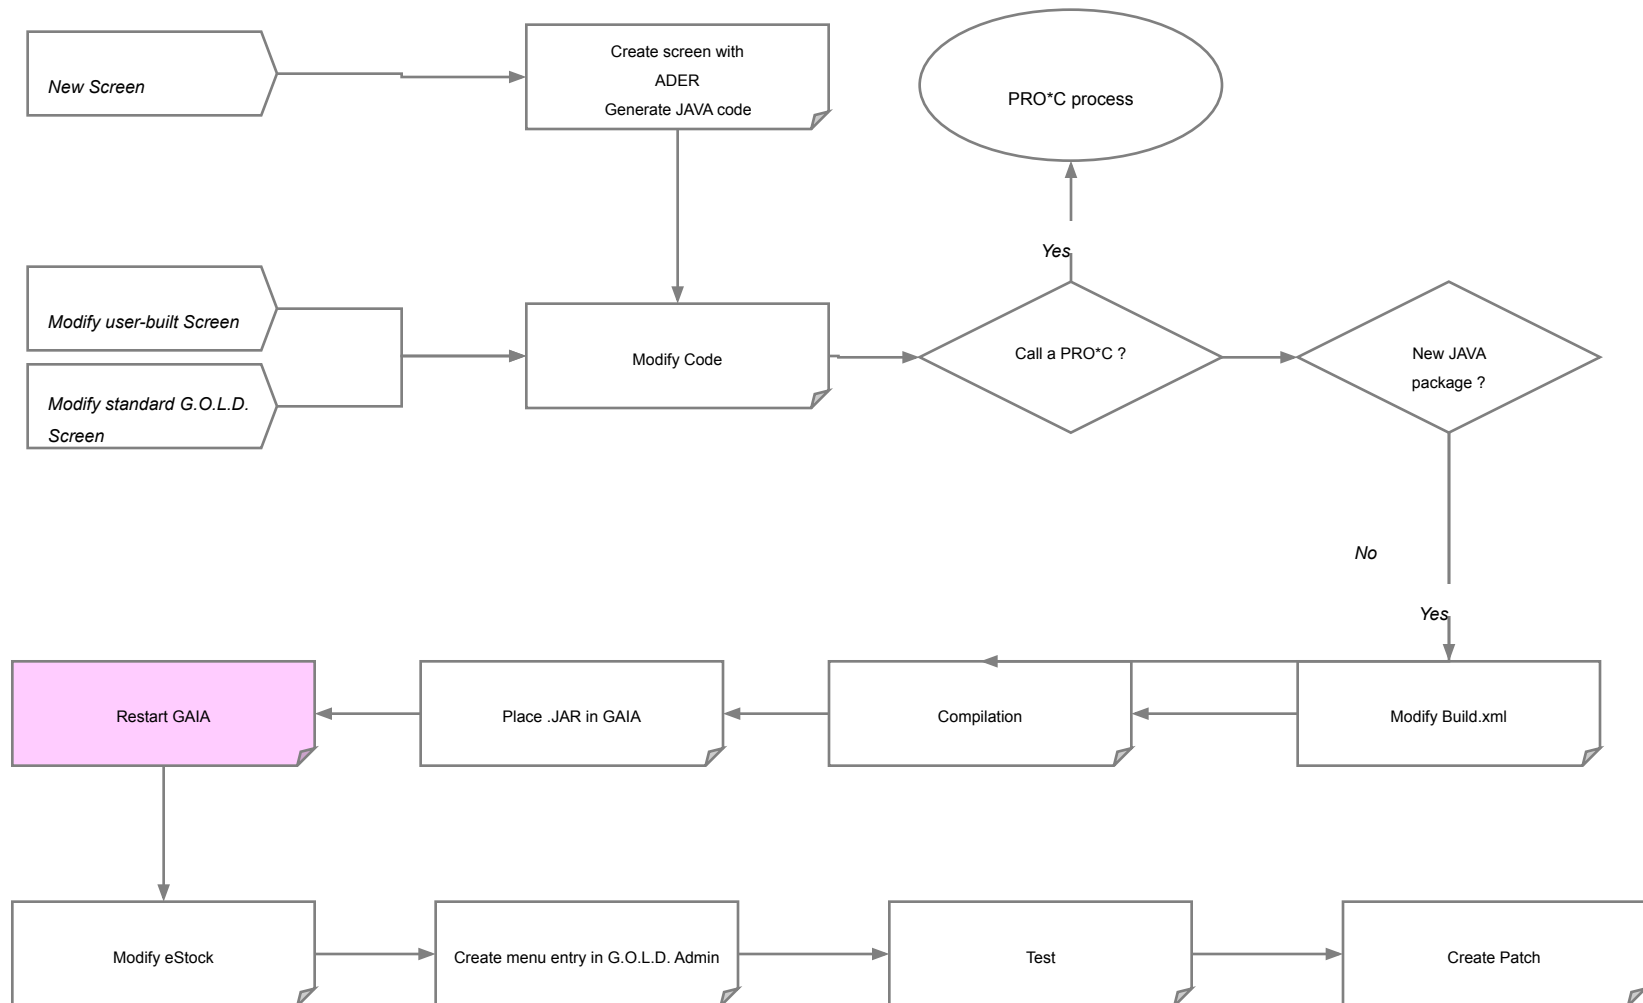 New Screen
Create screen with
ADER
Generate JAVA code
PRO*C process
Yes
Modify user-built Screen
Modify standard G.O.L.D.
Screen
Modify Code
Call a PRO*C ?
New JAVA
package ?
No
Yes
Restart GAIA
Place .JAR in GAIA
Compilation
Modify Build.xml
Modify eStock
Create menu entry in G.O.L.D. Admin
Test
Create Patch